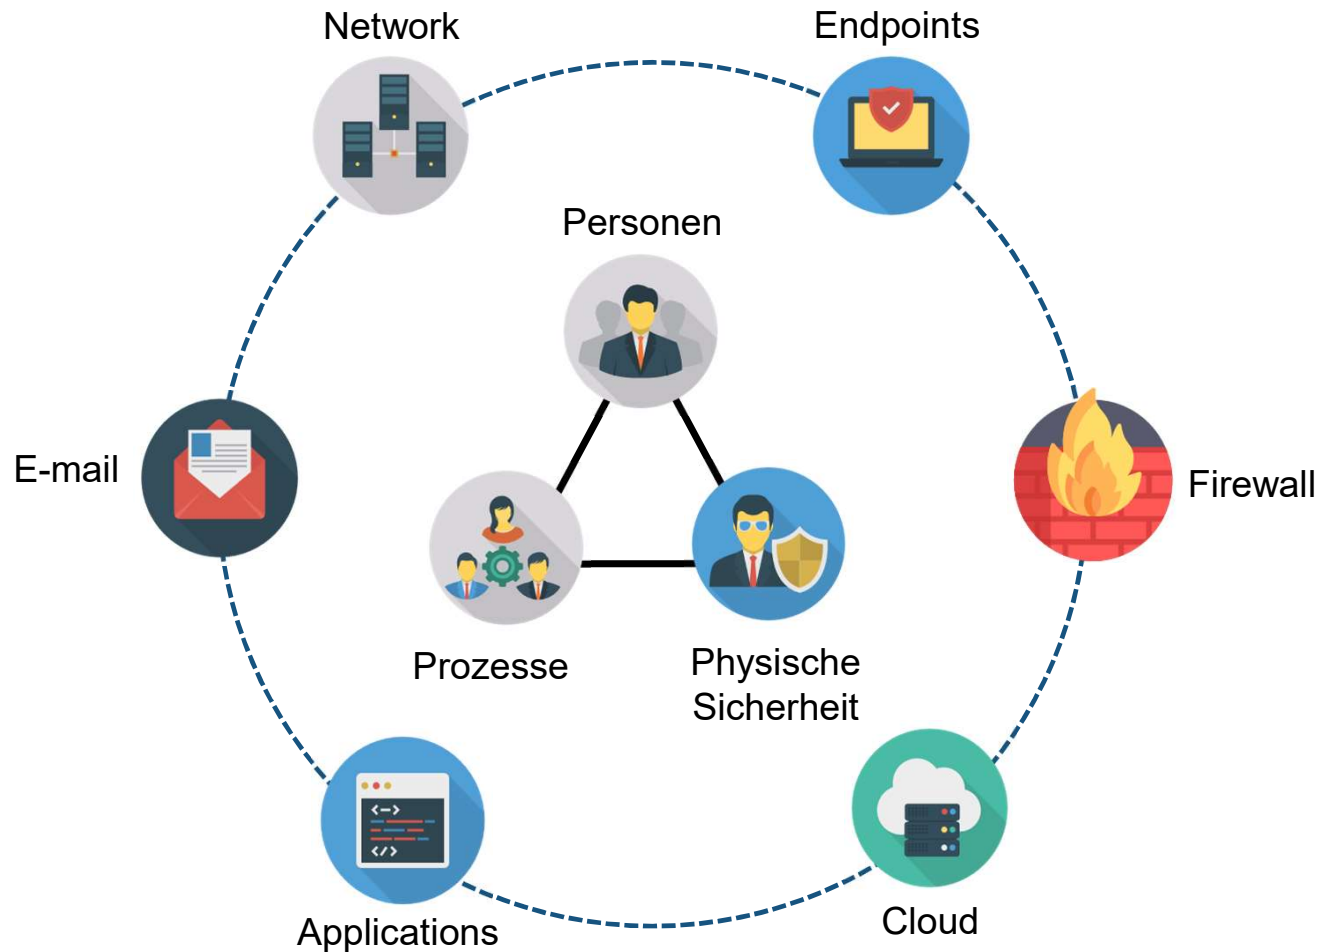 Network
Endpoints
Personen
E-mail
Firewall
Prozesse
Physische
Sicherheit
<->
</>
Applications
Cloud